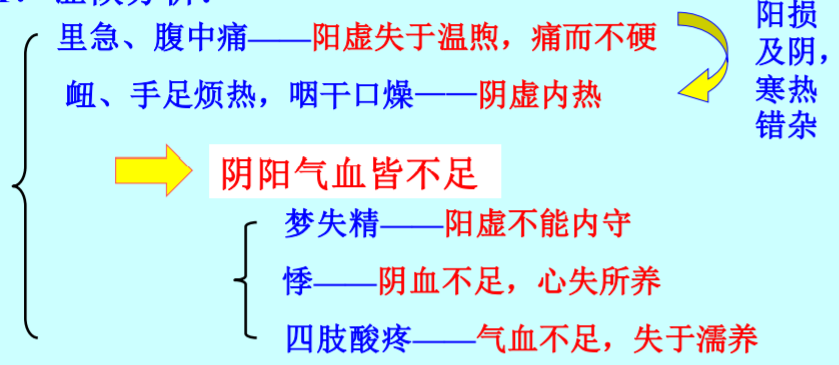 里急、腹中痛——阳虚失于温煦，痛而不硬
衄、手足烦热，咽干口燥——阴虚内热
阳损
及阴，
寒热
错杂
阴阳气血皆不足
梦失精——阳虚不能内守
悸——阴血不足，心失所养
四肢酸疼——气血不足，失于濡养